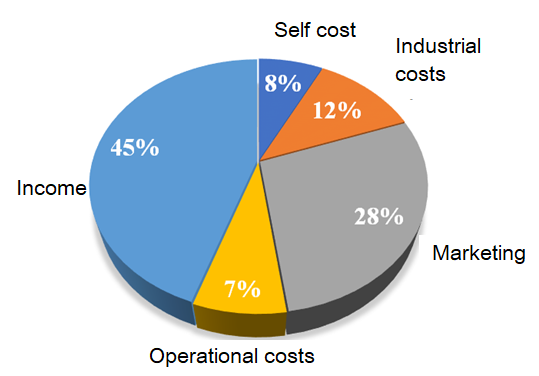 Self cost
Industrial
costs
8%
12%
45%
Income
28%
Marketing
7%
Operational costs